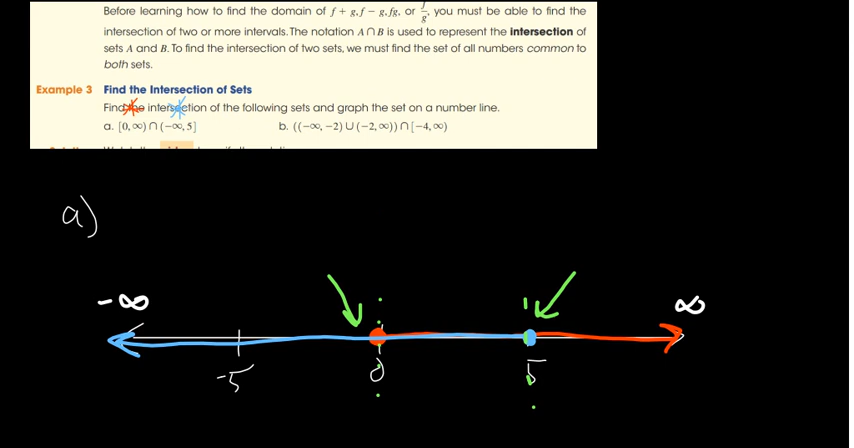 Before learning how to find the domain of f + g, f − g, fg, or f/g, you must be able to find the
intersection of two or more intervals. The notation A ∩ B is used to represent the intersection of
sets A and B. To find the intersection of two sets, we must find the set of all numbers common to
both sets.
Example 3 Find the Intersection of Sets
Find the intersection of the following sets and graph the set on a number line.
a. [0, ∞) ∩ (−∞, 5] b. ((−∞, −2) ∪ (−2, ∞)) ∩ [−4, ∞)
a)
-∞ ∞
-5 0 5